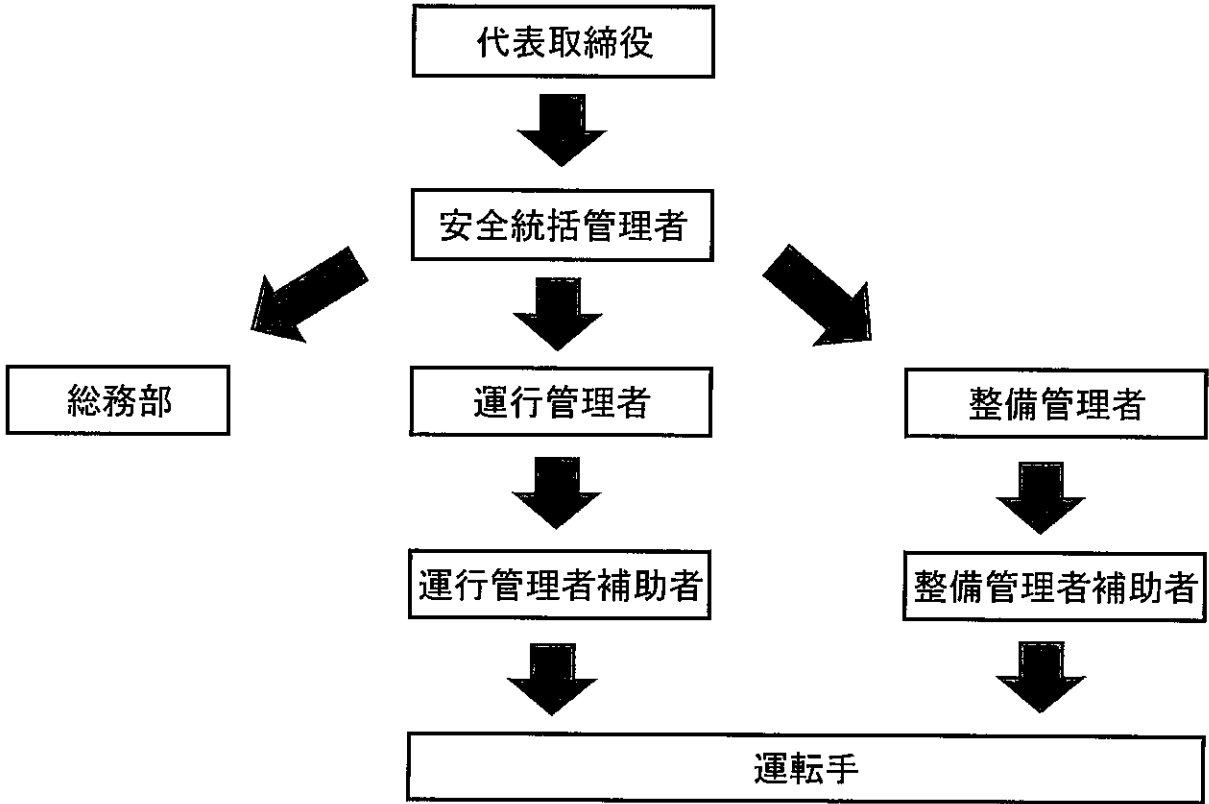 代表取締役
安全統括管理者
総務部
運行管理者
整備管理者
運行管理者補助者
整備管理者補助者
運転手